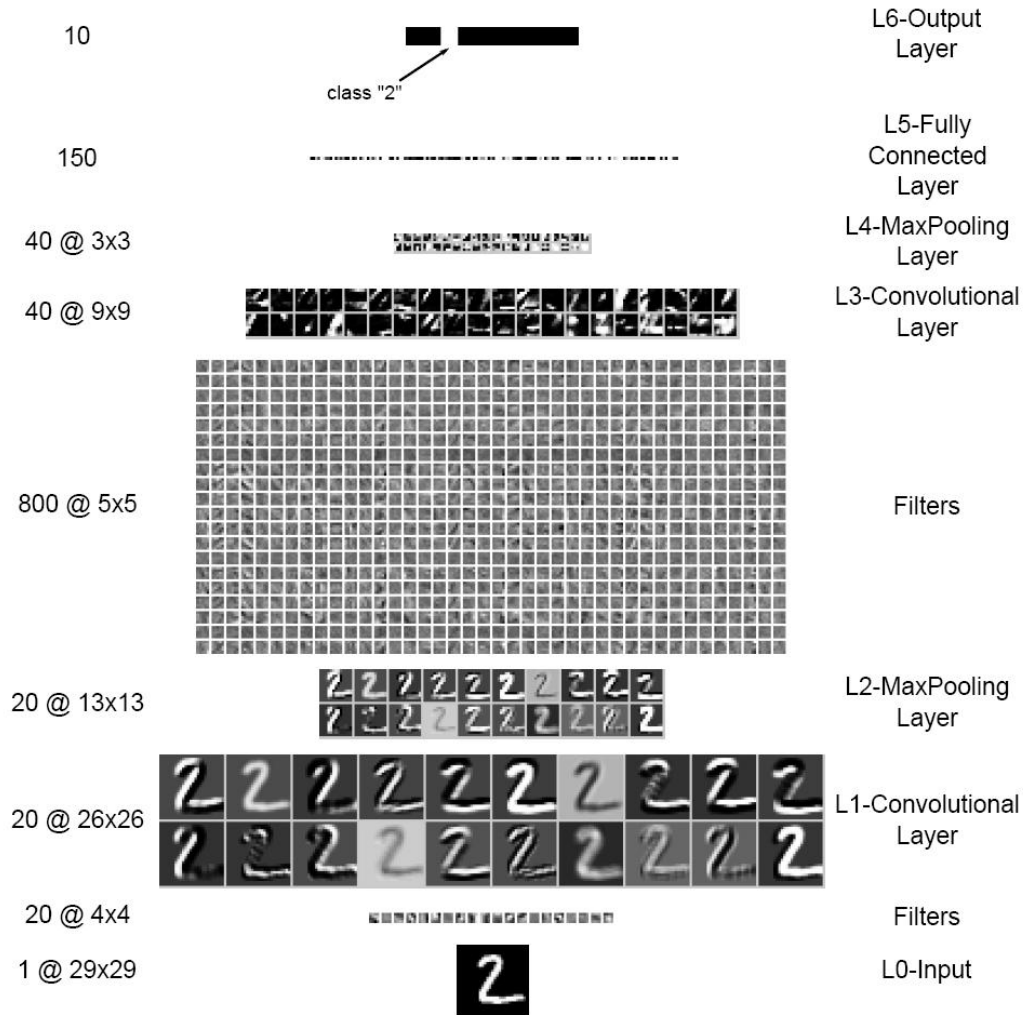 10
L6-Output
Layer
class "2"
150
L5-Fully
Connected
Layer
40 @ 3x3
L4-MaxPooling
Layer
40 @ 9x9
L3-Convolutional
Layer
800 @ 5x5
Filters
20 @ 13x13
L2-MaxPooling
Layer
20 @ 26x26
L1-Convolutional
Layer
20 @ 4x4
Filters
1 @ 29x29
2
L0-Input